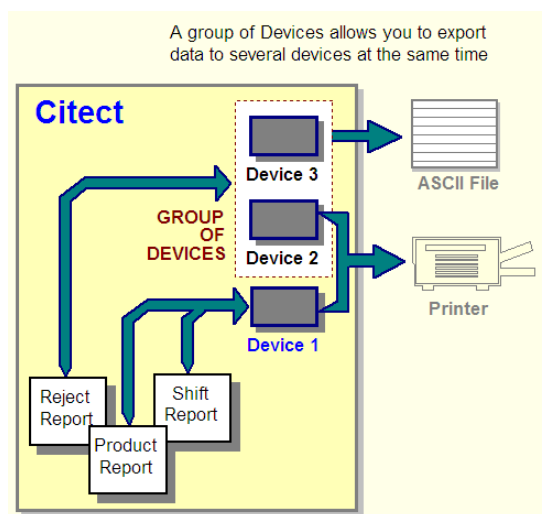 A group of Devices allows you to export
data to several devices at the same time
Citect
Device 3
ASCII File
GROUP
OF
DEVICES
Device 2
Printer
Device 1
Reject
Report
Shift
Report
Product
Report